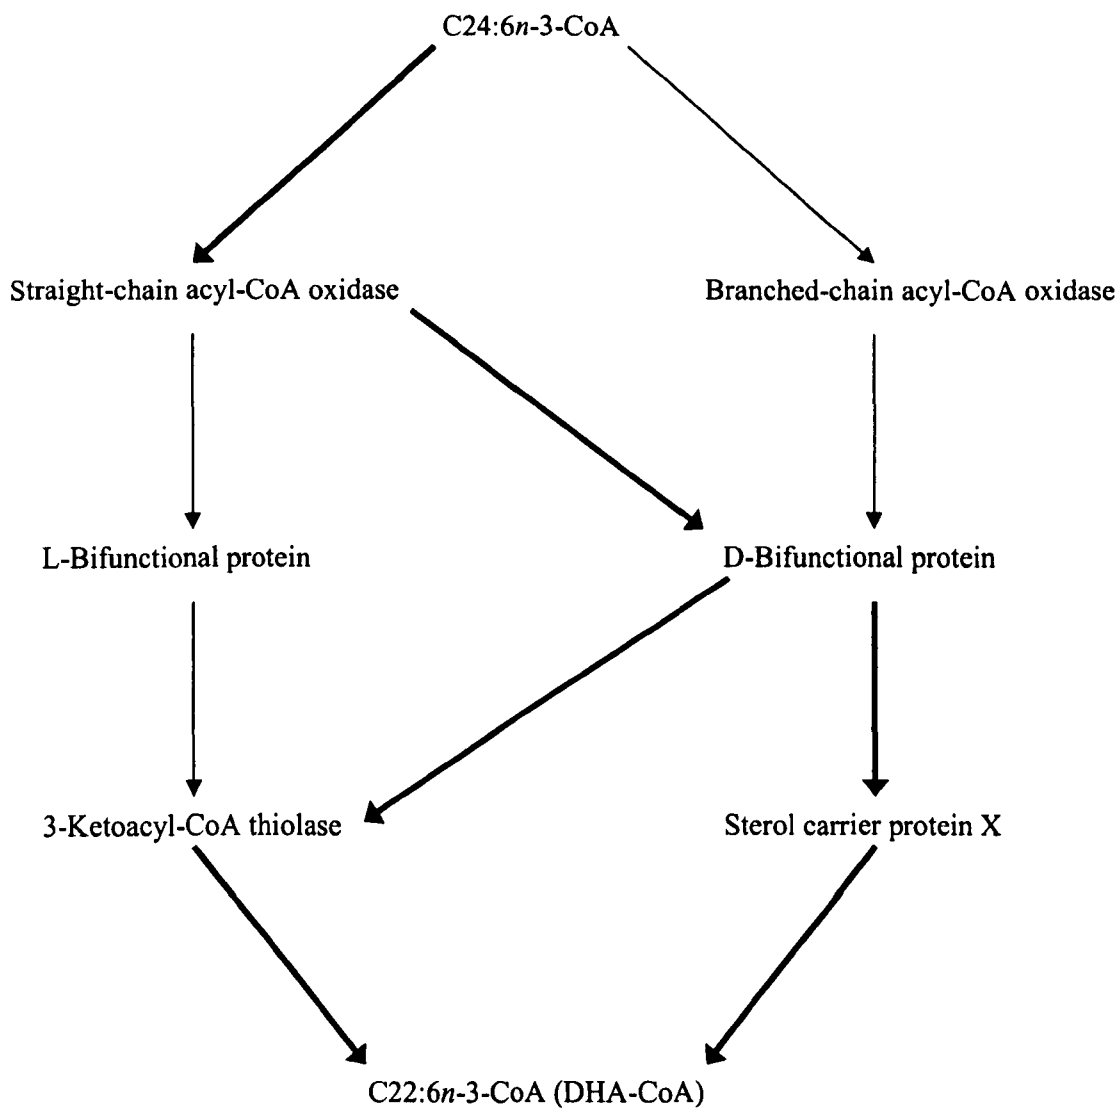 C24:6n-3-CoA
Straight-chain acyl-CoA oxidase
Branched-chain acyl-CoA oxidase
L-Bifunctional protein
D-Bifunctional protein
3-Ketoacyl-CoA thiolase
Sterol carrier protein X
C22:6n-3-CoA (DHA-CoA)